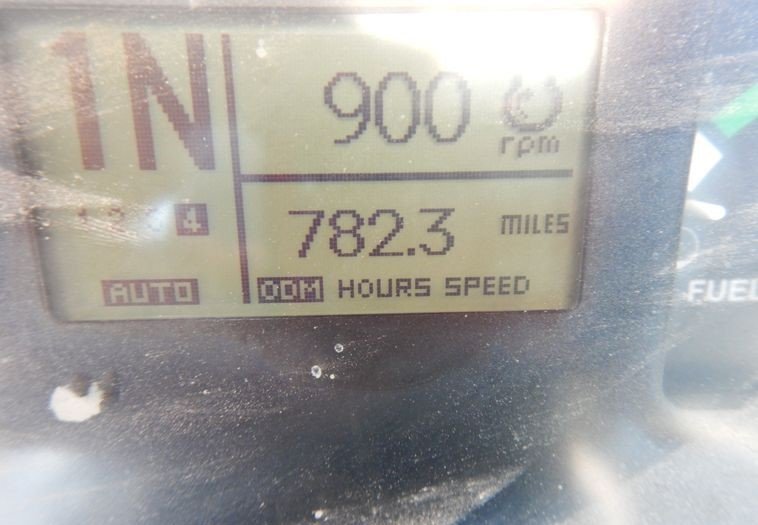 1N
900
rpm
4
782.3 MILES
AUTO
ODM HOURS SPEED
FUEL